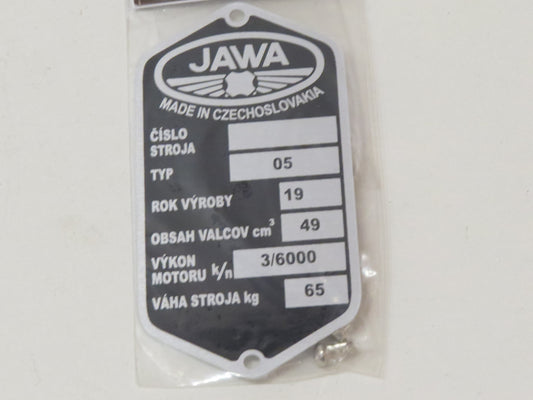 JAWA
MADE IN CZECHOSLOVAKIA
ČÍSLO
STROJA
TYP 05
ROK VÝROBY 19
OBSAH VALCOV cm³ 49
VÝKON
MOTORU k/n 3/6000
VÁHA STROJA kg 65